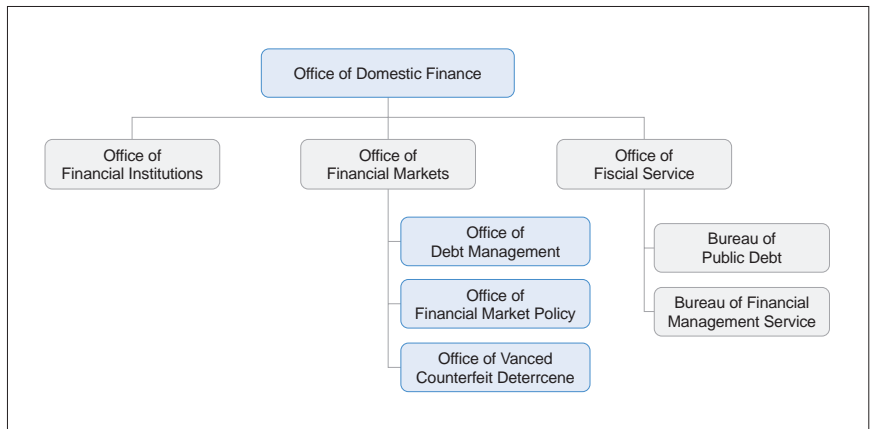 Office of Domestic Finance
Office of
Financial Institutions
Office of
Financial Markets
Office of
Fiscial Service
Office of
Debt Management
Office of
Financial Market Policy
Office of Vanced
Counterfeit Deterrcene
Bureau of
Public Debt
Bureau of Financial
Management Service